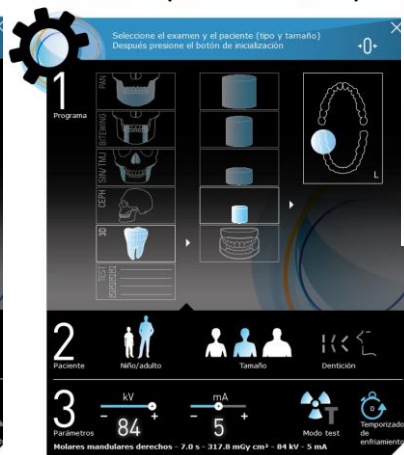 Seleccione el examen y el paciente (tipo y tamaño)
Después presione el botón de inicialización
0
1
Programa
PAN
BITEWING
SIN/TMJ
CEPH
3D
TEST
L
2
Paciente
Niño/adulto
Tamaño
Dentición
3
Parámetros
kV
- 84 +
mA
- 5 +
T
Modo test
Temporizado
de
enfriamiento
Molares mandulares derechos - 7.0 s - 317.8 mGy cm² - 84 kV - 5 mA